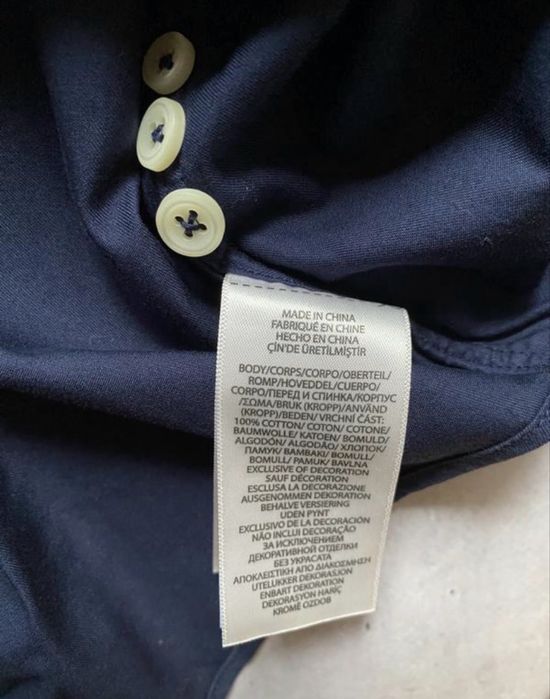 MADE IN CHINA
FABRIQUÉ EN CHINE
HECHO EN CHINA
ÇİN'DE ÜRETİLMİŞTİR
BODY/CORPS/CORPO/OBERTEIL/
ROMP/HOVEDDEL/CUERPO/
CORPO/ПЕРЕД И СПИНКА/КОРПУС
/ΣΩΜΑ/BRUK (KROPP)/ANVÄND
(KROPP)/BEDEN/ VRCHNÍ ČÁST:
100% COTTON/ COTON/ COTONE/
BAUMWOLLE/ KATOEN/ BOMULD/
ALGODÓN/ ALGODÃO/ ХЛОПОК/
ПАМУК/ ΒΑΜΒΑΚΙ/ BOMULL/
BOMULL/ PAMUK/ BAVLNA
EXCLUSIVE OF DECORATION
SAUF DÉCORATION
ESCLUSA LA DECORAZIONE
AUSGENOMMEN DEKORATION
BEHALVE VERSIERING
UDEN PYNT
EXCLUSIVO DE LA DECORACIÓN
NÃO INCLUI DECORAÇÃO
ЗА ИСКЛЮЧЕНИЕМ
ДЕКОРАТИВНОЙ ОТДЕЛКИ
БЕЗ УКРАСАТА
ΑΠΟΚΛΕΙΣΤΙΚΗ ΑΠΟ ΔΙΑΚΟΣΜΗΣΗ
UTELUKKER DEKORASJON
ENBART DEKORATION
DEKORASYON HARİÇ
KROMĚ OZDOB